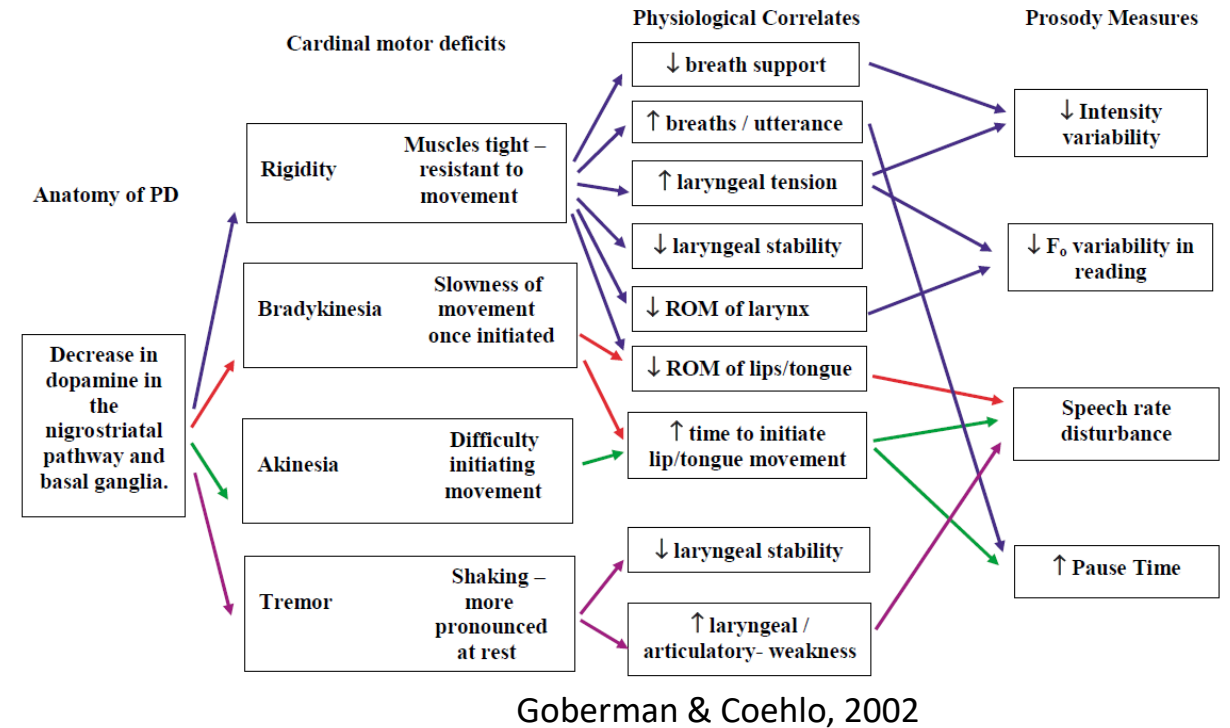 Physiological Correlates
Prosody Measures
Cardinal motor deficits
Anatomy of PD
Decrease in
dopamine in
the
nigrostriatal
pathway and
basal ganglia.
Rigidity
Muscles tight –
resistant to
movement
Bradykinesia
Slowness of
movement
once initiated
Akinesia
Difficulty
initiating
movement
Tremor
Shaking –
more
pronounced
at rest
↓ breath support
↑ breaths / utterance
↑ laryngeal tension
↓ laryngeal stability
↓ ROM of larynx
↓ ROM of lips/tongue
↑ time to initiate
lip/tongue movement
↓ laryngeal stability
↑ laryngeal /
articulatory- weakness
↓ Intensity
variability
↓ Fₒ variability in
reading
Speech rate
disturbance
↑ Pause Time
Goberman & Coehlo, 2002